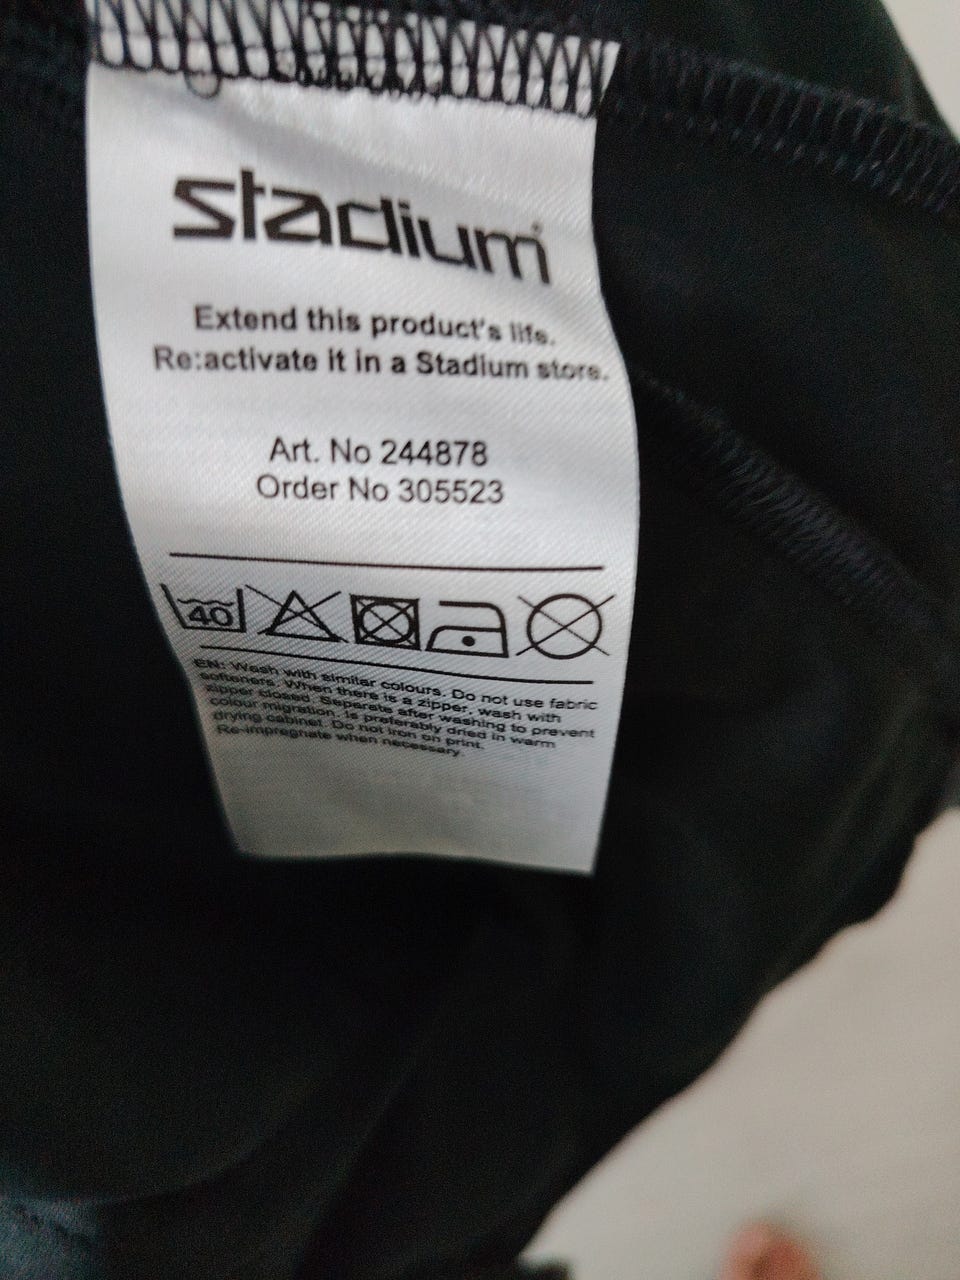 stadium
Extend this product's life.
Re:activate it in a Stadium store.
Art. No 244878
Order No 305523
40
EN: Wash with similar colours. Do not use fabric
softeners. When there is a zipper, wash with
zipper closed. Separate after washing to prevent
colour migration. Is preferably dried in warm
drying cabinet. Do not iron on print.
Re-impregnate when necessary.